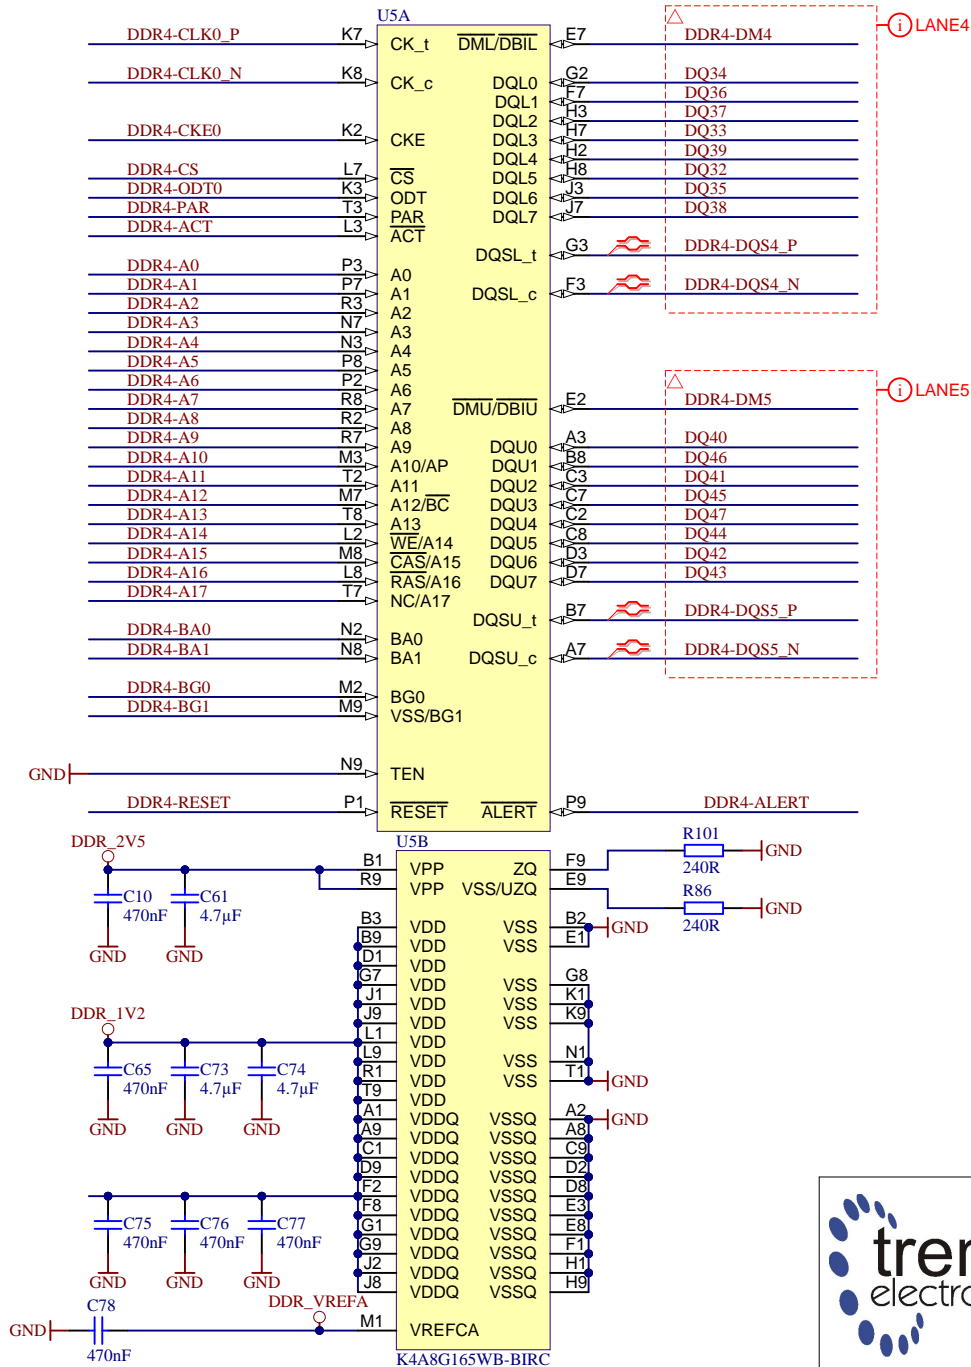 U5A
DDR4-CLK0_P K7 CK_t DML/DBIL E7 DDR4-DM4 LANE4
DDR4-CLK0_N K8 CK_c DQL0 G2 DQ34
DQL1 F7 DQ36
DQL2 H3 DQ37
DDR4-CKE0 K2 CKE DQL3 H7 DQ33
DQL4 H2 DQ39
DDR4-CS L7 CS DQL5 H8 DQ32
DDR4-ODT0 K3 ODT DQL6 J3 DQ35
DDR4-PAR T3 PAR DQL7 J7 DQ38
DDR4-ACT L3 ACT
DQSL_t G3 DDR4-DQS4_P
DDR4-A0 P3 A0
DDR4-A1 P7 A1 DQSL_c F3 DDR4-DQS4_N
DDR4-A2 R3 A2
DDR4-A3 N7 A3
DDR4-A4 N3 A4
DDR4-A5 P8 A5
DDR4-A6 P2 A6 LANE5
DDR4-A7 R8 A7 DMU/DBIU E2 DDR4-DM5
DDR4-A8 R2 A8
DDR4-A9 R7 A9 DQU0 A3 DQ40
DDR4-A10 M3 A10/AP DQU1 B8 DQ46
DDR4-A11 T2 A11 DQU2 C3 DQ41
DDR4-A12 M7 A12/BC DQU3 C7 DQ45
DDR4-A13 T8 A13 DQU4 C2 DQ47
DDR4-A14 L2 WE/A14 DQU5 C8 DQ44
DDR4-A15 M8 CAS/A15 DQU6 D3 DQ42
DDR4-A16 L8 RAS/A16 DQU7 D7 DQ43
DDR4-A17 T7 NC/A17
DQSU_t B7 DDR4-DQS5_P
DDR4-BA0 N2 BA0
DDR4-BA1 N8 BA1 DQSU_c A7 DDR4-DQS5_N
DDR4-BG0 M2 BG0
DDR4-BG1 M9 VSS/BG1
GND N9 TEN
DDR4-RESET P1 RESET ALERT P9 DDR4-ALERT
U5B
DDR_2V5 B1 VPP ZQ F9 R101 240R GND
R9 VPP VSS/UZQ E9 R86 240R GND
C10 470nF GND
C61 4.7µF GND
B3 VDD VSS B2 GND
B9 VDD VSS E1
D1 VDD
G7 VDD VSS G8
J1 VDD VSS K1
J9 VDD VSS K9
DDR_1V2 L1 VDD
L9 VDD VSS N1
R1 VDD VSS T1 GND
T9 VDD
C65 470nF GND
C73 4.7µF GND
C74 4.7µF GND
A1 VDDQ VSSQ A2 GND
A9 VDDQ VSSQ A8
C1 VDDQ VSSQ C9
D9 VDDQ VSSQ D2
F2 VDDQ VSSQ D8
F8 VDDQ VSSQ E3
G1 VDDQ VSSQ E8
G9 VDDQ VSSQ F1
J2 VDDQ VSSQ H1
J8 VDDQ VSSQ H9
C75 470nF GND
C76 470nF GND
C77 470nF GND
GND C78 470nF DDR_VREFA M1 VREFCA
K4A8G165WB-BIRC
tren
electro